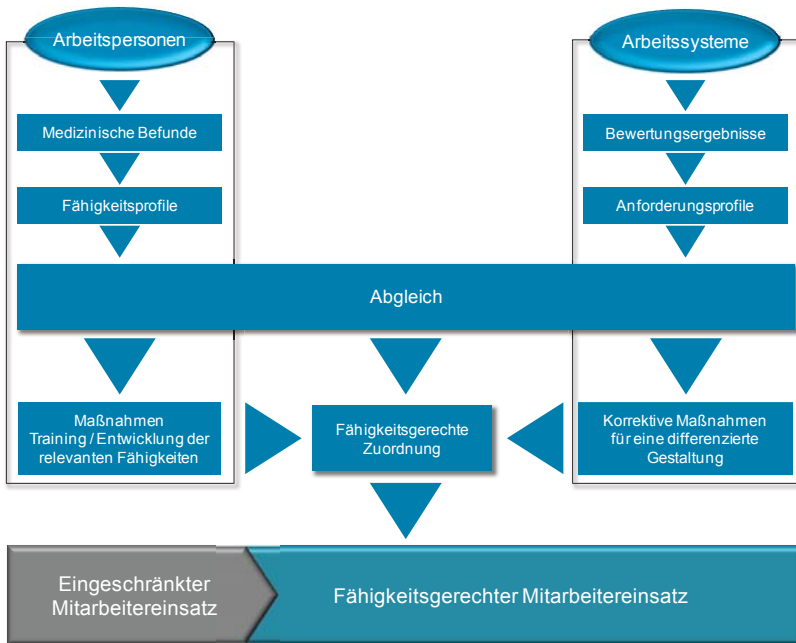 Arbeitspersonen
Arbeitssysteme
Medizinische Befunde
Bewertungsergebnisse
Fähigkeitsprofile
Anforderungsprofile
Abgleich
Maßnahmen
Training / Entwicklung der
relevanten Fähigkeiten
Fähigkeitsgerechte
Zuordnung
Korrektive Maßnahmen
für eine differenzierte
Gestaltung
Eingeschränkter
Mitarbeitereinsatz
Fähigkeitsgerechter Mitarbeitereinsatz